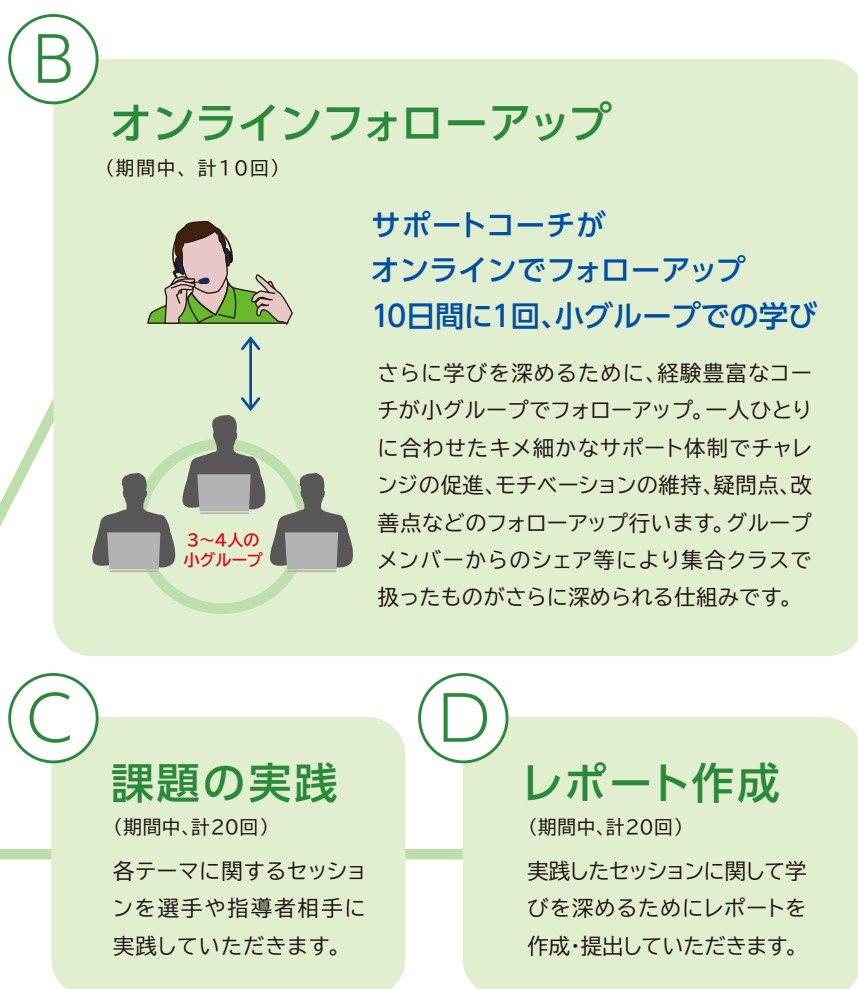 B
オンラインフォローアップ
（期間中、計10回）
サポートコーチが
オンラインでフォローアップ
10日間に1回、小グループでの学び
さらに学びを深めるために、経験豊富なコー
チが小グループでフォローアップ。一人ひとり
に合わせたキメ細かなサポート体制でチャレ
ンジの促進、モチベーションの維持、疑問点、改
善点などのフォローアップ行います。グループ
メンバーからのシェア等により集合クラスで
扱ったものがさらに深められる仕組みです。
3〜4人の
小グループ
C
課題の実践
（期間中、計20回）
各テーマに関するセッショ
ンを選手や指導者相手に
実践していただきます。
D
レポート作成
（期間中、計20回）
実践したセッションに関して学
びを深めるためにレポートを
作成・提出していただきます。